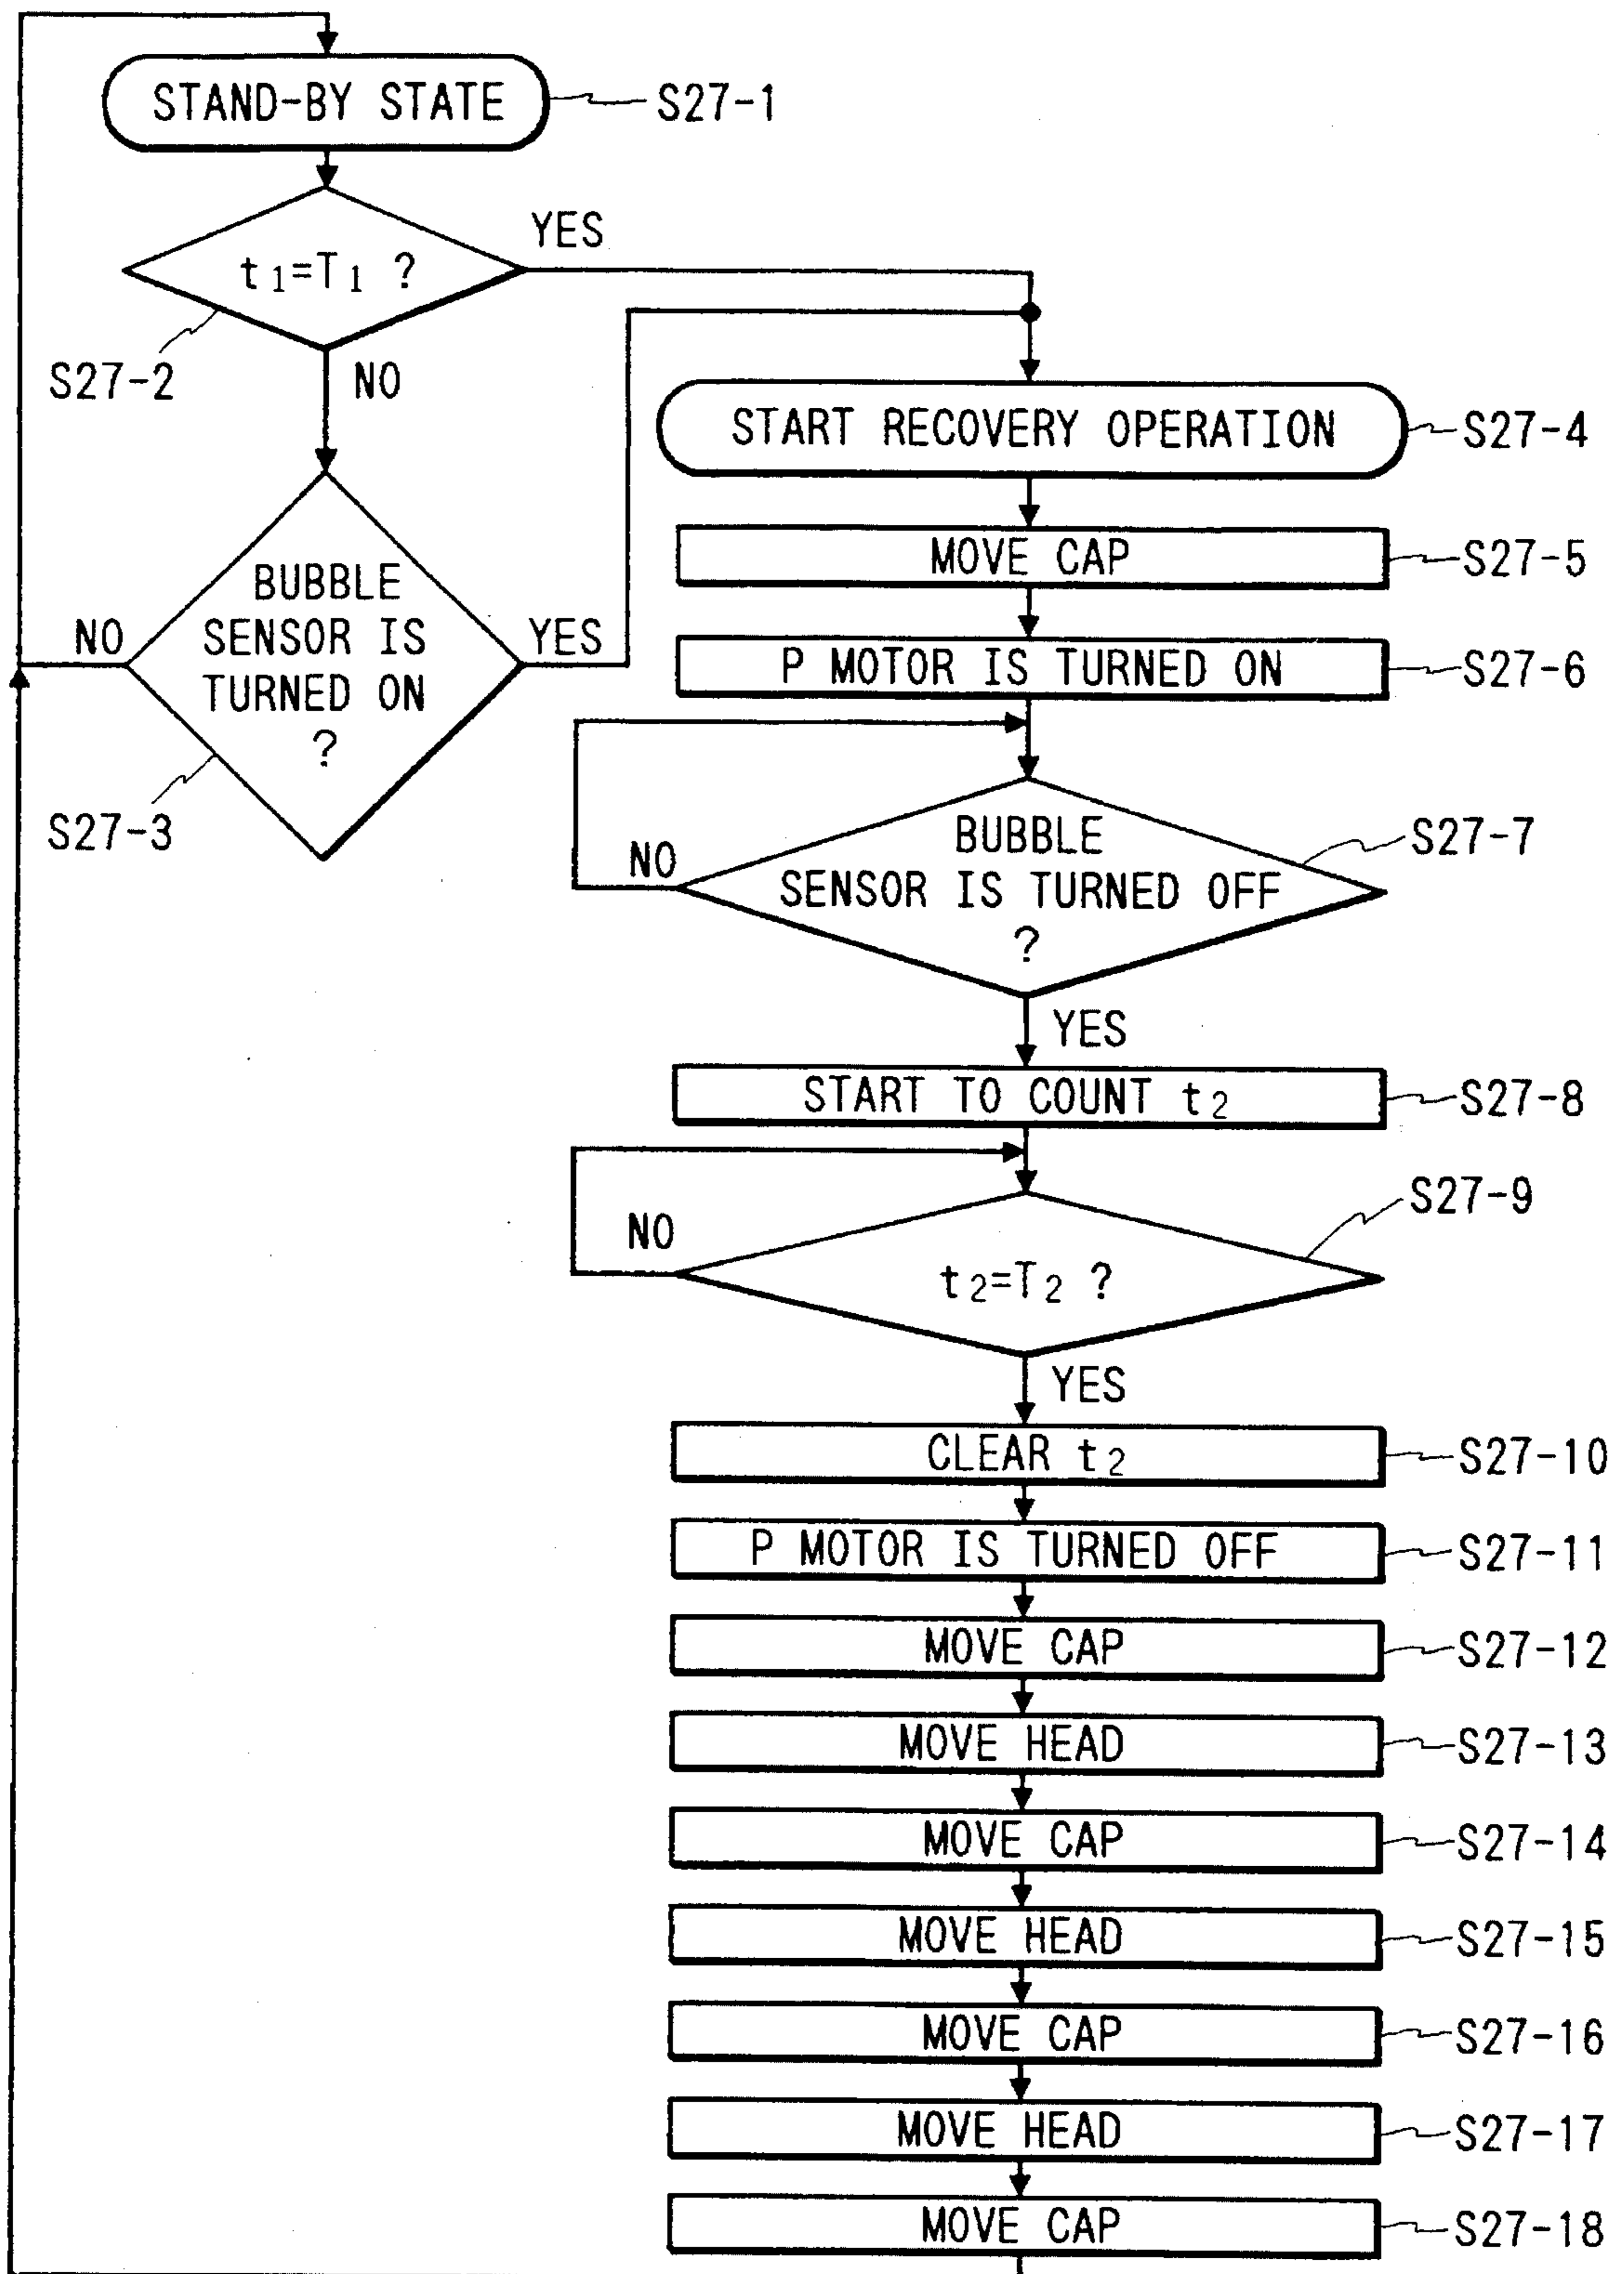 STAND-BY STATE
S27-1
t1=T1 ?
YES
S27-2
NO
START RECOVERY OPERATION
S27-4
MOVE CAP
S27-5
BUBBLE
SENSOR IS
TURNED ON
?
NO
YES
S27-3
P MOTOR IS TURNED ON
S27-6
BUBBLE
SENSOR IS TURNED OFF
?
S27-7
NO
YES
START TO COUNT t2
S27-8
t2=T2 ?
S27-9
NO
YES
CLEAR t2
S27-10
P MOTOR IS TURNED OFF
S27-11
MOVE CAP
S27-12
MOVE HEAD
S27-13
MOVE CAP
S27-14
MOVE HEAD
S27-15
MOVE CAP
S27-16
MOVE HEAD
S27-17
MOVE CAP
S27-18